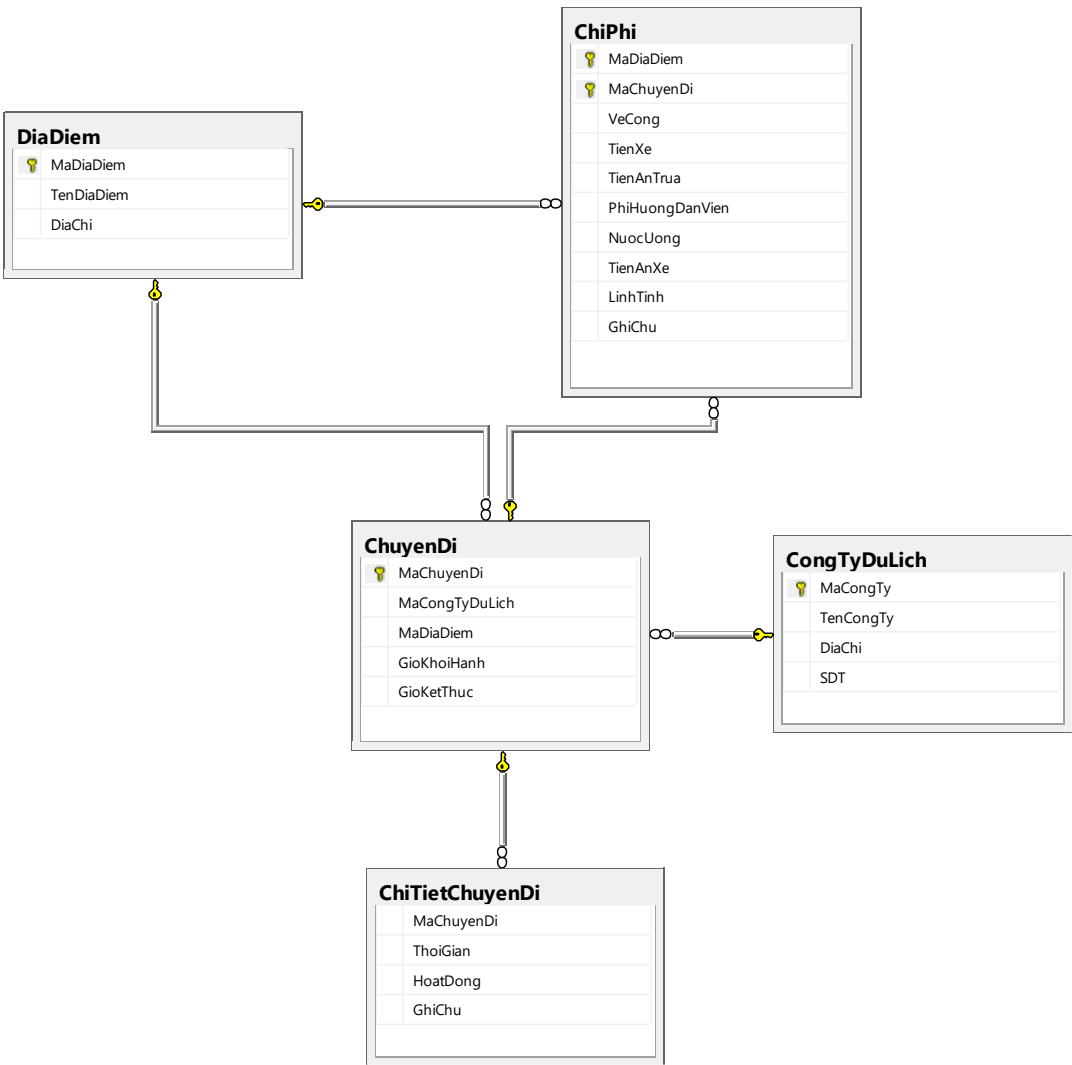 ChiPhi
MaDiaDiem
MaChuyenDi
VeCong
TienXe
TienAnTrua
PhiHuongDanVien
NuocUong
TienAnXe
LinhTinh
GhiChu
DiaDiem
MaDiaDiem
TenDiaDiem
DiaChi
ChuyenDi
MaChuyenDi
MaCongTyDuLich
MaDiaDiem
GioKhoiHanh
GioKetThuc
CongTyDuLich
MaCongTy
TenCongTy
DiaChi
SDT
ChiTietChuyenDi
MaChuyenDi
ThoiGian
HoatDong
GhiChu